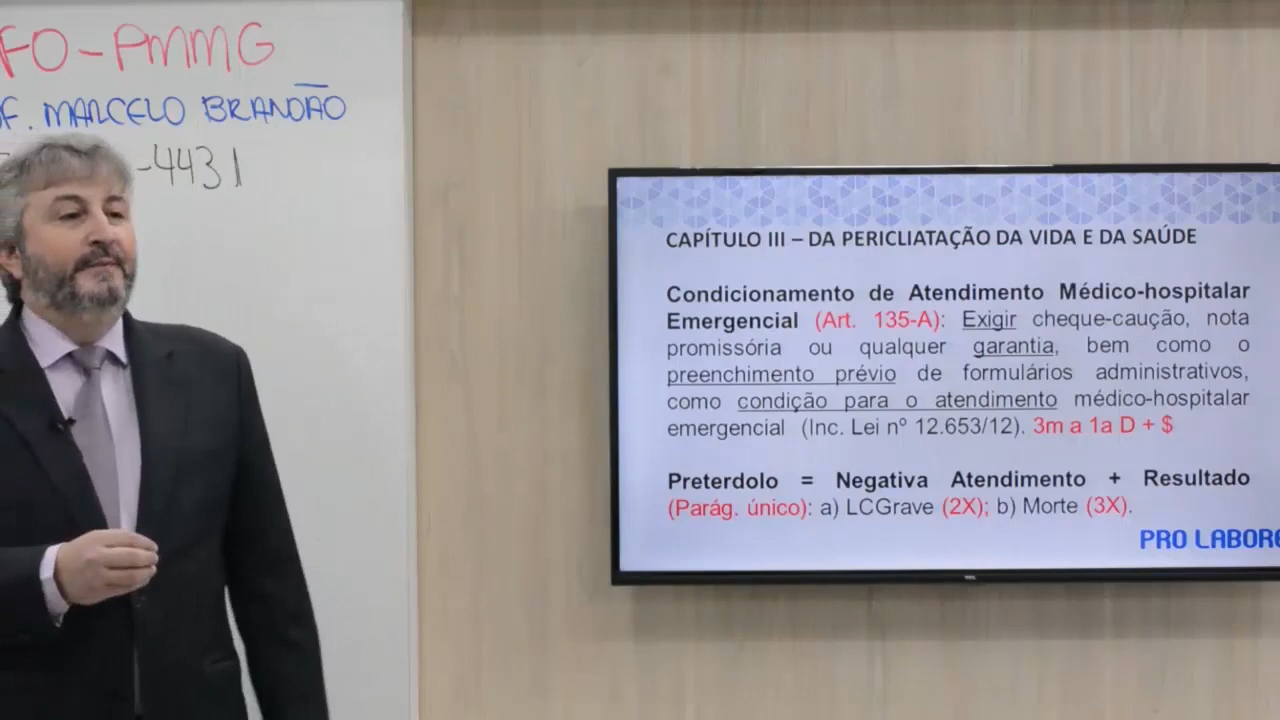 FO-PMMG
F. MARCELO BRANDÃO
-4431
CAPÍTULO III – DA PERICLIATAÇÃO DA VIDA E DA SAÚDE
Condicionamento de Atendimento Médico-hospitalar
Emergencial (Art. 135-A): Exigir cheque-caução, nota
promissória ou qualquer garantia, bem como o
preenchimento prévio de formulários administrativos,
como condição para o atendimento médico-hospitalar
emergencial (Inc. Lei nº 12.653/12). 3m a 1a D + $
Preterdolo = Negativa Atendimento + Resultado
(Parág. único): a) LCGrave (2X); b) Morte (3X).
PRO LABORE